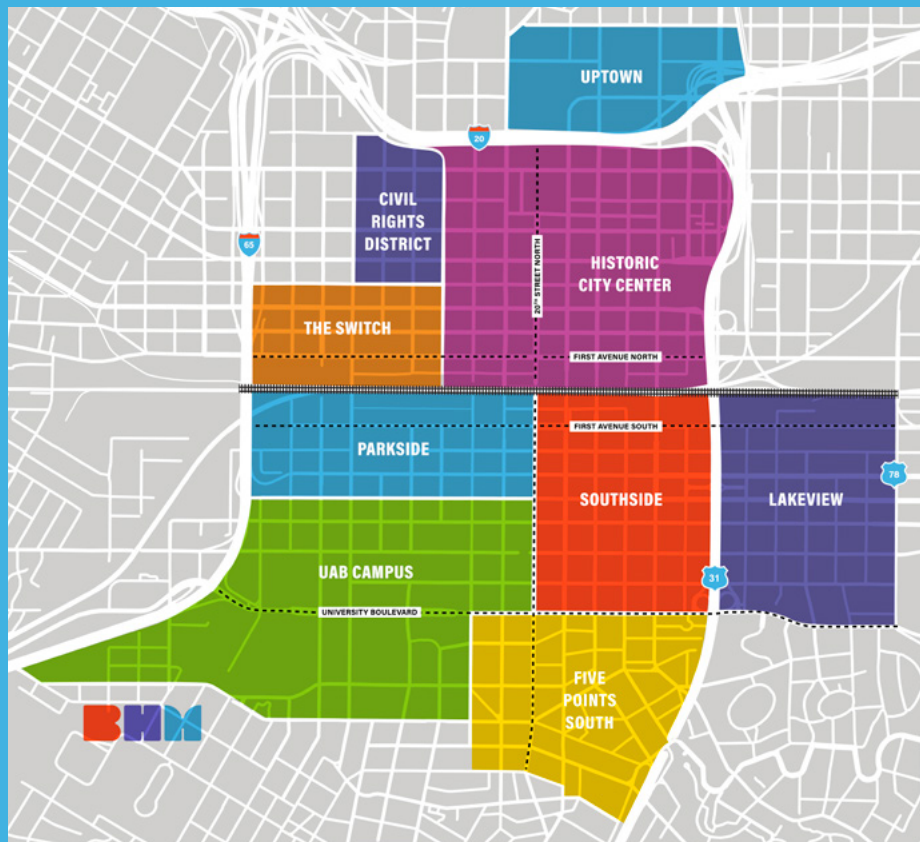 UPTOWN
20
CIVIL
RIGHTS
DISTRICT
65
20TH STREET NORTH
HISTORIC
CITY CENTER
THE SWITCH
FIRST AVENUE NORTH
FIRST AVENUE SOUTH
PARKSIDE
78
SOUTHSIDE
LAKEVIEW
UAB CAMPUS
31
UNIVERSITY BOULEVARD
FIVE
POINTS
SOUTH
BHM